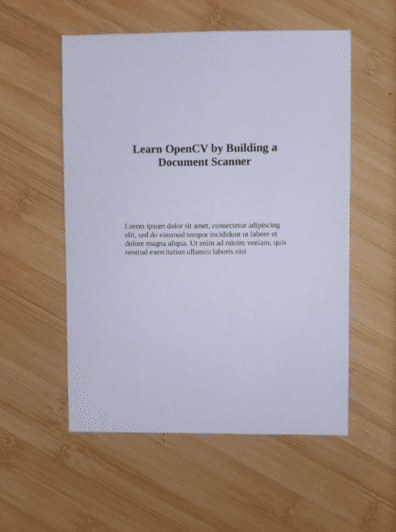 Learn OpenCV by Building a
Document Scanner
Lorem ipsum dolor sit amet, consectetur adipiscing
elit, sed do eiusmod tempor incididunt ut labore et
dolore magna aliqua. Ut enim ad minim veniam, quis
nostrud exercitation ullamco laboris nisi